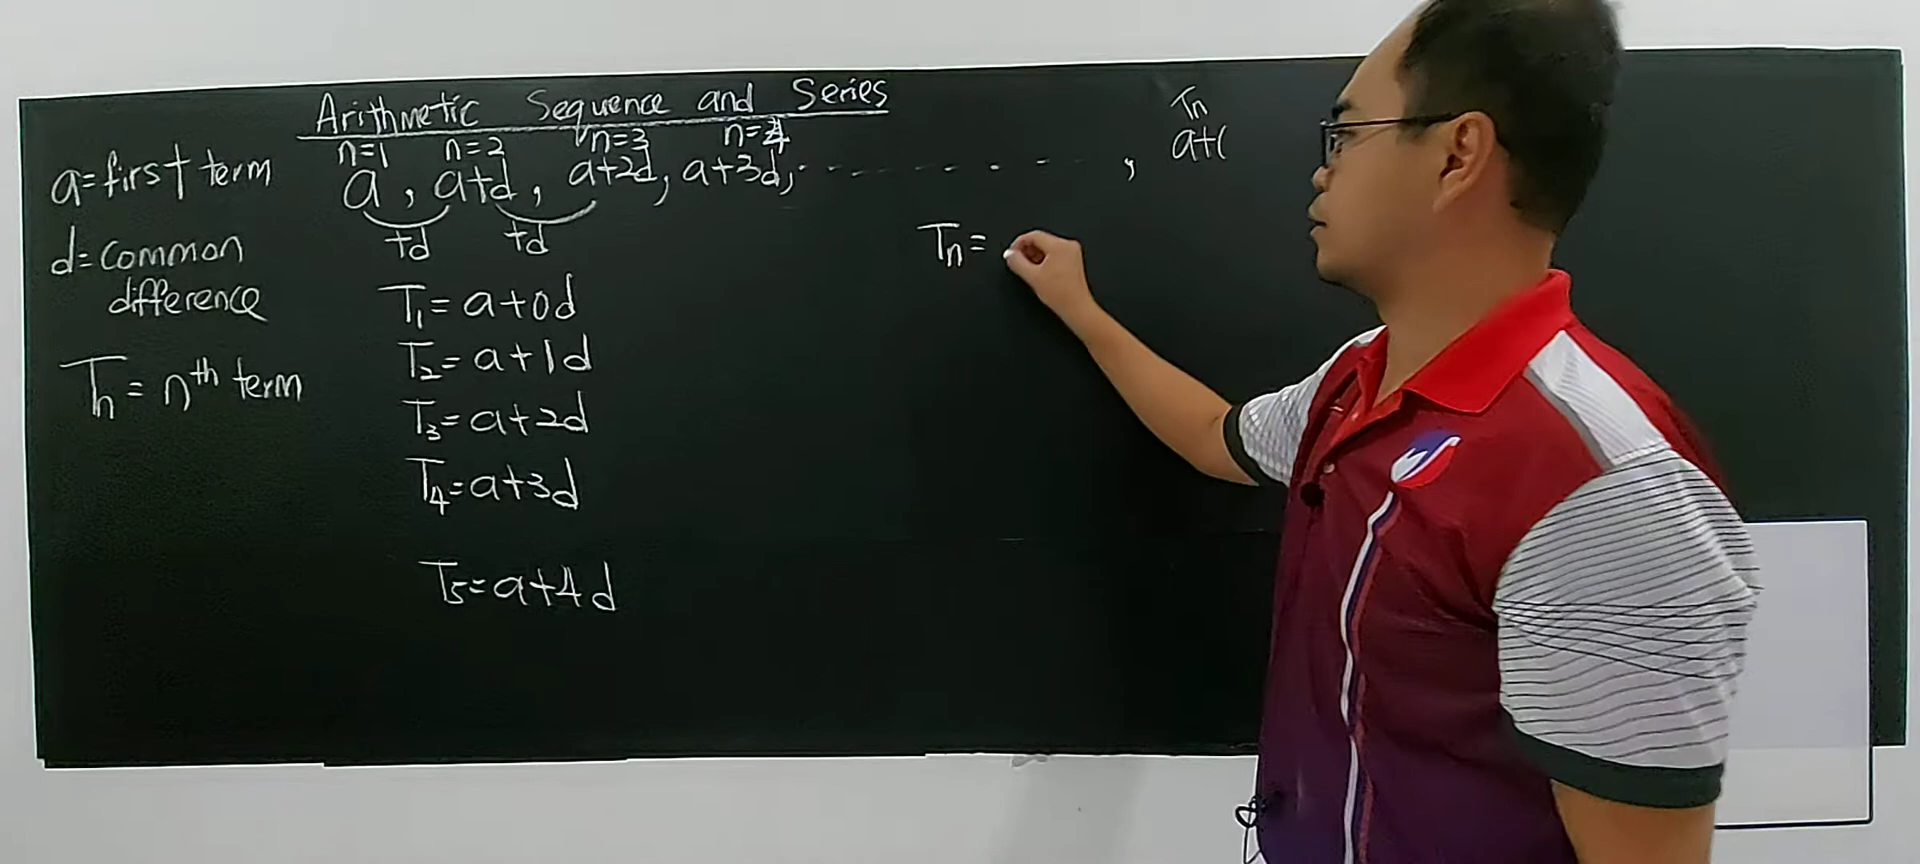 Arithmetic Sequence and Series
n=1 n=2 n=3 n=4
a, a+d, a+2d, a+3d, ..........,
Tn
a+(
a=first term
+d +d
d=common
difference
Tn = nth term
T1= a+0d
T2= a+1d
T3= a+2d
T4= a+3d
T5= a+4d
Tn=